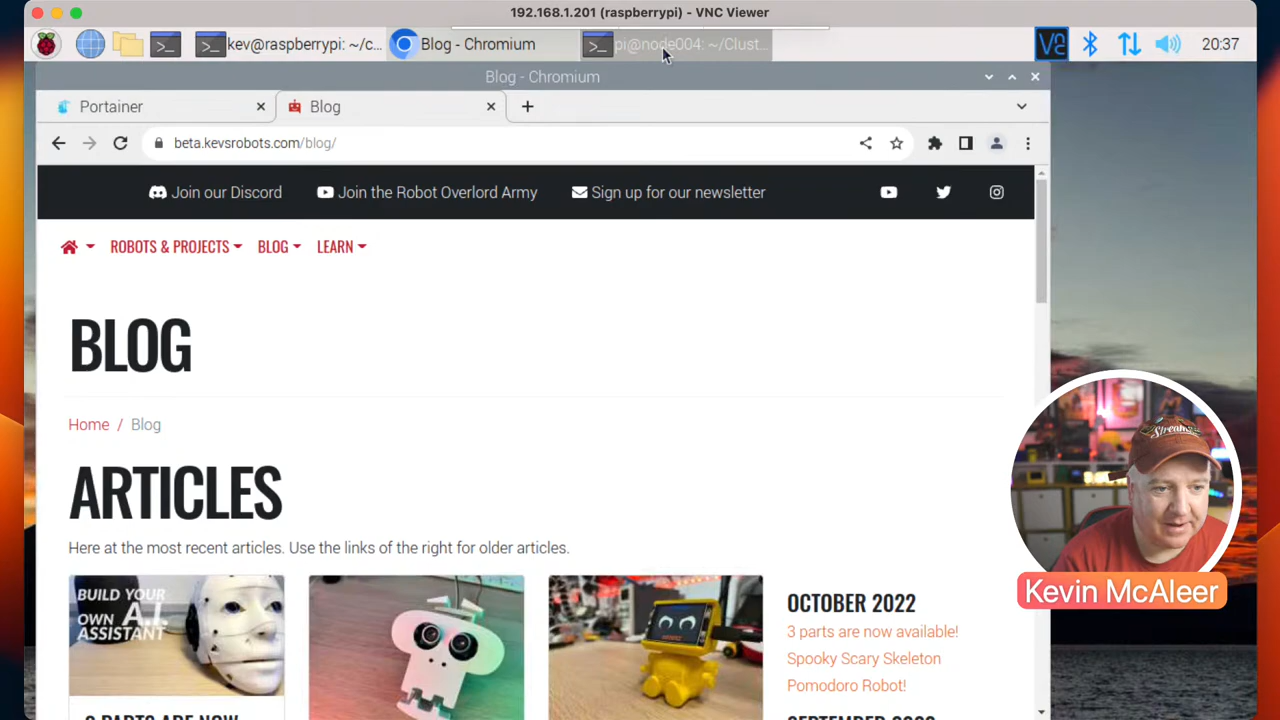 192.168.1.201 (raspberrypi) - VNC Viewer
kev@raspberrypi: ~/c...
Blog - Chromium
pi@node004: ~/Clust...
20:37
Blog - Chromium
Portainer
Blog
beta.kevsrobots.com/blog/
Join our Discord
Join the Robot Overlord Army
Sign up for our newsletter
ROBOTS & PROJECTS
BLOG
LEARN
BLOG
Home / Blog
ARTICLES
Here at the most recent articles. Use the links of the right for older articles.
BUILD YOUR
OWN A.I.
ASSISTANT
OCTOBER 2022
3 parts are now available!
Spooky Scary Skeleton
Pomodoro Robot!
Kevin McAleer